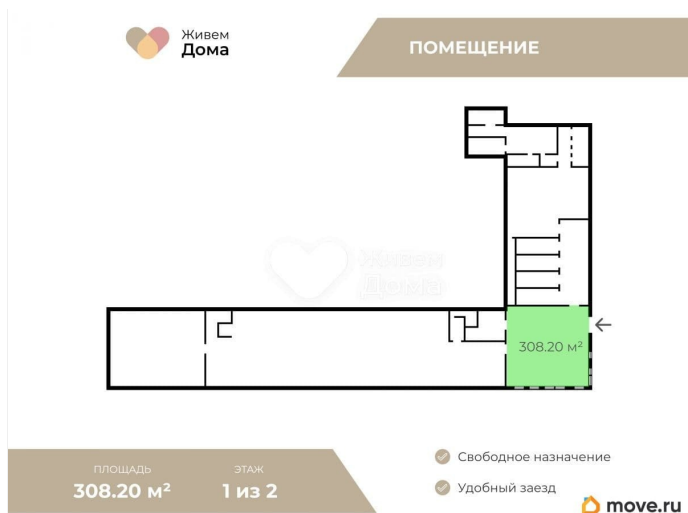 Живем
Дома
ПОМЕЩЕНИЕ
Живем
Дома
308.20 м²
ПЛОЩАДЬ
308.20 м²
ЭТАЖ
1 из 2
Свободное назначение
Удобный заезд
move.ru